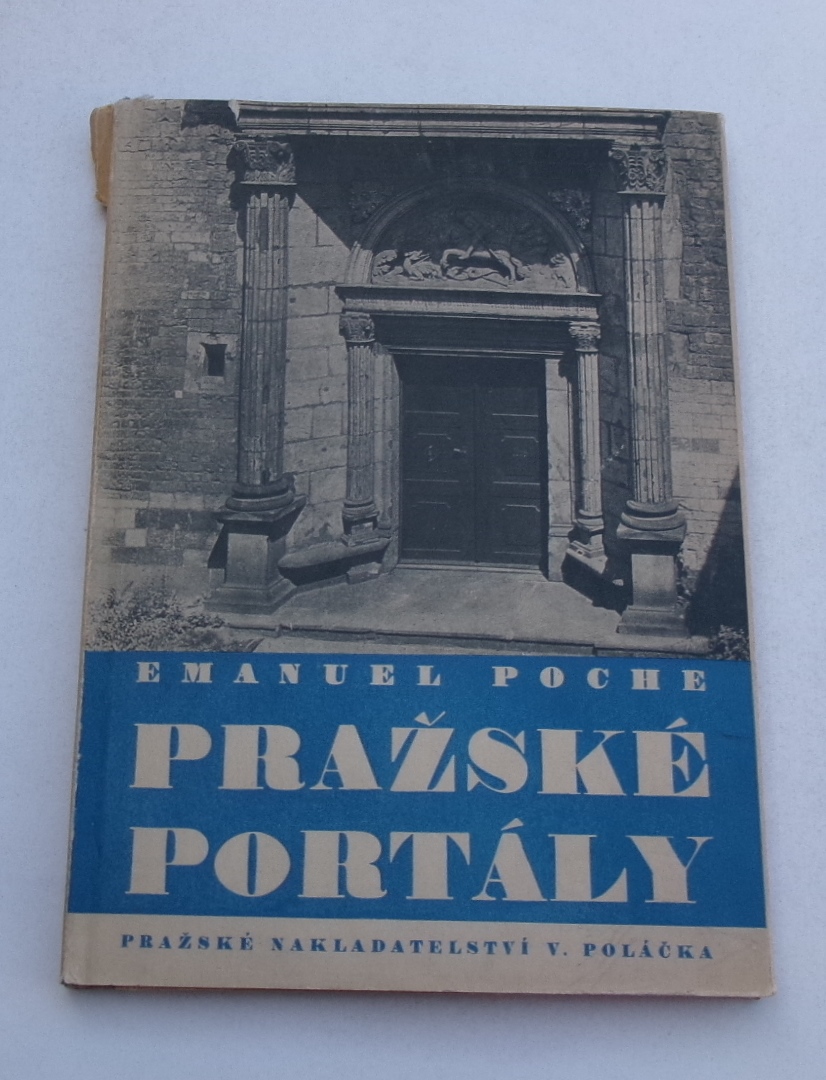 EMANUEL POCHE
PRAŽSKÉ
PORTÁLY
PRAŽSKÉ NAKLADATELSTVÍ V. POLÁČKA